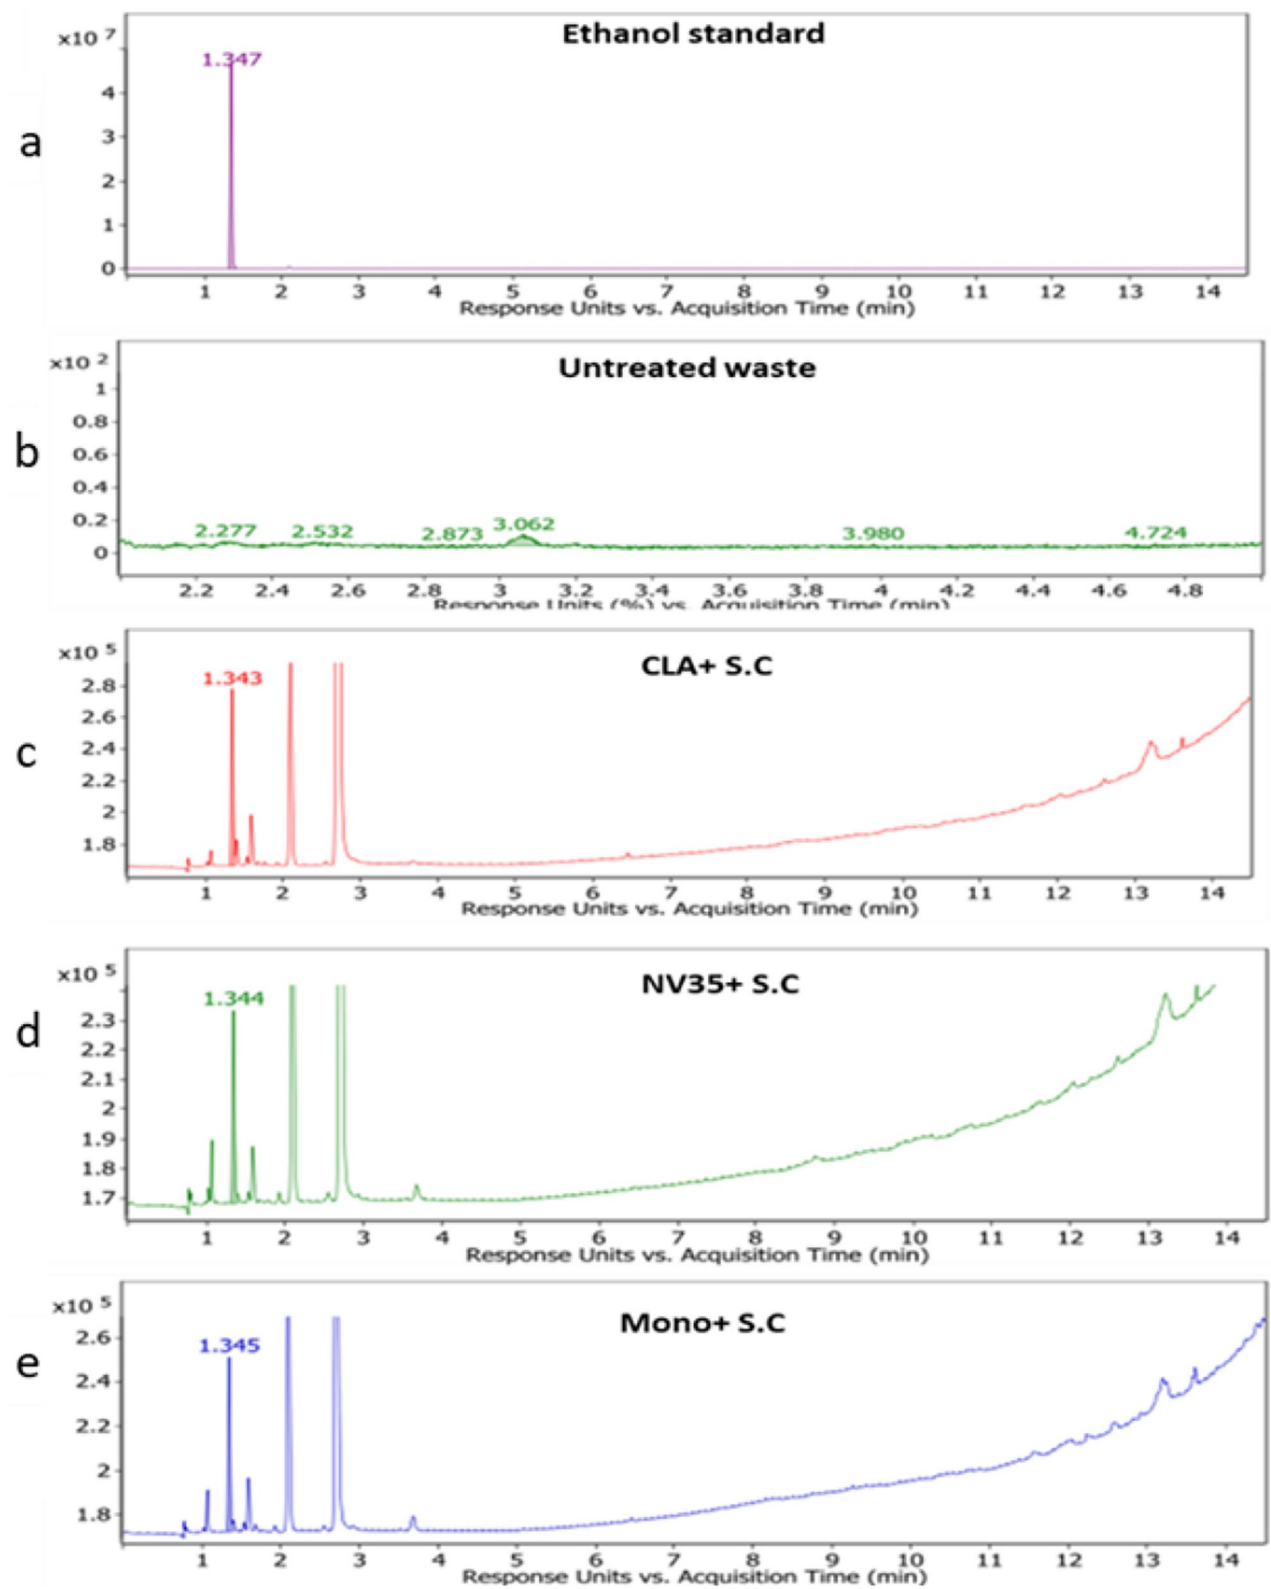 Ethanol standard
x10 7
1.347
a
4
3
2
1
0
1 2 3 4 5 6 7 8 9 10 11 12 13 14
Response Units vs. Acquisition Time (min)
Untreated waste
x10 2
b
1
0.8
0.6
0.4
0.2
0
2.277 2.532 2.873 3.062 3.980 4.724
2.2 2.4 2.6 2.8 3 3.2 3.4 3.6 3.8 4 4.2 4.4 4.6 4.8
Response Units (%) vs. Acquisition Time (min)
CLA+ S.C
x10 5
1.343
c
2.8
2.6
2.4
2.2
2
1.8
1 2 3 4 5 6 7 8 9 10 11 12 13 14
Response Units vs. Acquisition Time (min)
NV35+ S.C
x10 5
1.344
d
2.3
2.2
2.1
2
1.9
1.8
1.7
1 2 3 4 5 6 7 8 9 10 11 12 13 14
Response Units vs. Acquisition Time (min)
Mono+ S.C
x10 5
1.345
e
2.6
2.4
2.2
2
1.8
1 2 3 4 5 6 7 8 9 10 11 12 13 14
Response Units vs. Acquisition Time (min)